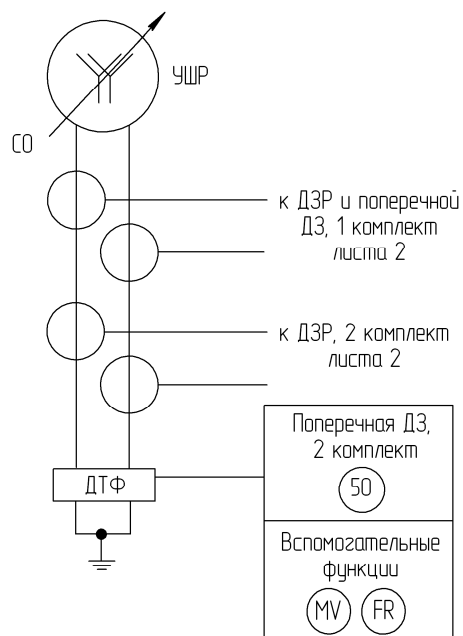 УШР
СО
к ДЗР и поперечной
ДЗ, 1 комплект
листа 2
к ДЗР, 2 комплект
листа 2
Поперечная ДЗ,
2 комплект
50
ДТФ
Вспомогательные
функции
MV FR